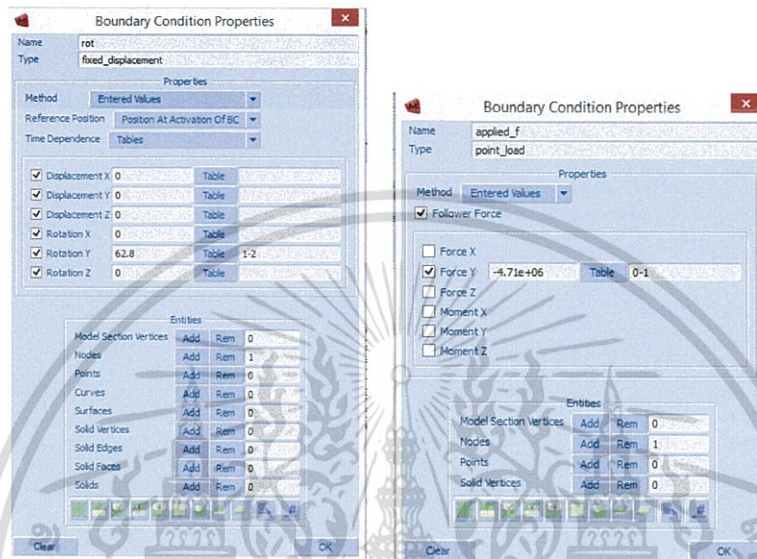 Boundary Condition Properties
Name rot
Type fixed_displacement
Properties
Method Entered Values
Reference Position Position At Activation Of BC
Time Dependence Tables
Displacement X 0 Table
Displacement Y 0 Table
Displacement Z 0 Table
Rotation X 0 Table
Rotation Y 62.8 Table 1-2
Rotation Z 0 Table
Entities
Model Section Vertices Add Rem 0
Nodes Add Rem 1
Points Add Rem 0
Curves Add Rem 0
Surfaces Add Rem 0
Solid Vertices Add Rem 0
Solid Edges Add Rem 0
Solid Faces Add Rem 0
Solids Add Rem 0
Clear OK
Boundary Condition Properties
Name applied_f
Type point_load
Properties
Method Entered Values
Follower Force
Force X
Force Y -4.71e+06 Table 0-1
Force Z
Moment X
Moment Y
Moment Z
Entities
Model Section Vertices Add Rem 0
Nodes Add Rem 1
Points Add Rem 0
Solid Vertices Add Rem 0
Clear OK